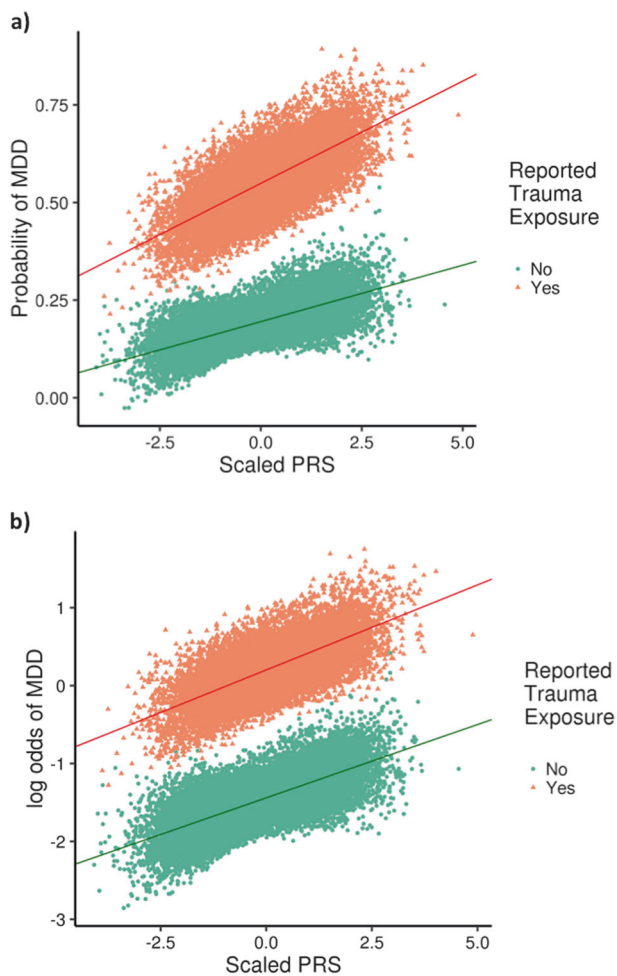 a)
Probability of MDD
0.75
0.50
0.25
0.00
-2.5
0.0
2.5
5.0
Scaled PRS
Reported
Trauma
Exposure
No
Yes
b)
log odds of MDD
1
0
-1
-2
-3
-2.5
0.0
2.5
5.0
Scaled PRS
Reported
Trauma
Exposure
No
Yes